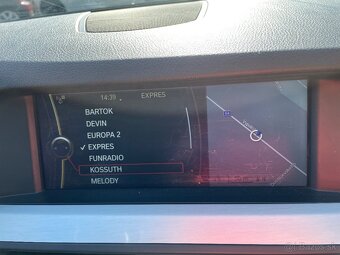 14:39
EXPRES
BARTOK
DEVIN
EUROPA 2
✓ EXPRES
FUNRADIO
KOSSUTH
MELODY